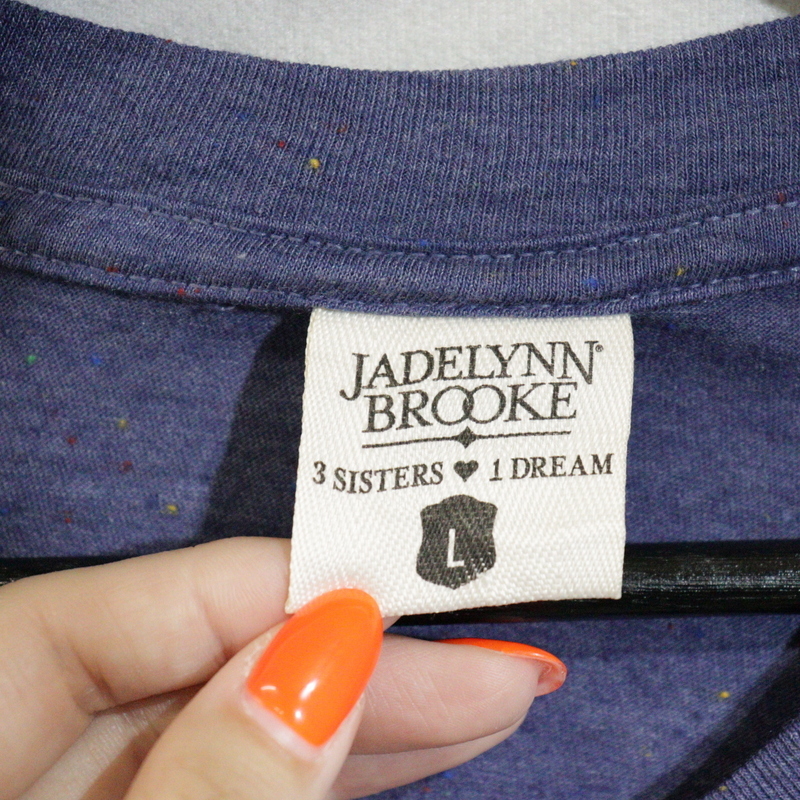 JADELYNN®
BROOKE
3 SISTERS ♥ 1 DREAM
L